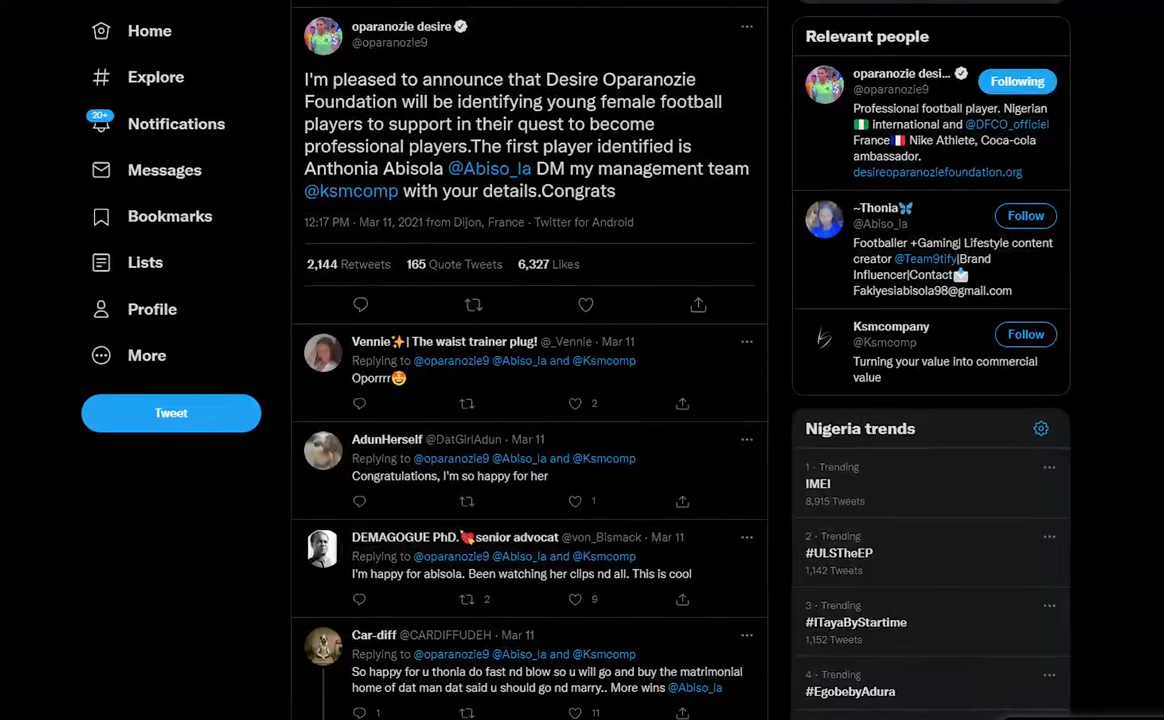 Home
Explore
20+
Notifications
Messages
Bookmarks
Lists
Profile
More
Tweet
oparanozie desire
@oparanozie9
I'm pleased to announce that Desire Oparanozie
Foundation will be identifying young female football
players to support in their quest to become
professional players.The first player identified is
Anthonia Abisola @Abiso_la DM my management team
@ksmcomp with your details.Congrats
12:17 PM · Mar 11, 2021 from Dijon, France · Twitter for Android
2,144 Retweets 165 Quote Tweets 6,327 Likes
Vennie✨| The waist trainer plug! @_Vennie · Mar 11
Replying to @oparanozie9 @Abiso_la and @Ksmcomp
Oporrrr🤩
2
AdunHerself @DatGirlAdun · Mar 11
Replying to @oparanozie9 @Abiso_la and @Ksmcomp
Congratulations, I'm so happy for her
1
DEMAGOGUE PhD.💘senior advocat @von_Bismack · Mar 11
Replying to @oparanozie9 @Abiso_la and @Ksmcomp
I'm happy for abisola. Been watching her clips nd all. This is cool
2 9
Car-diff @CARDIFFUDEH · Mar 11
Replying to @oparanozie9 @Abiso_la and @Ksmcomp
So happy for u thonia do fast nd blow so u will go and buy the matrimonial
home of dat man dat said u should go nd marry.. More wins @Abiso_la
1 11
Relevant people
oparanozie desi...
@oparanozie9
Following
Professional football player. Nigerian
🇳🇬 international and @DFCO_officiel
France🇫🇷 Nike Athlete, Coca-cola
ambassador.
desireoparanoziefoundation.org
~Thonia🦋
@Abiso_la
Follow
Footballer +Gaming| Lifestyle content
creator @Team9tify|Brand
Influencer|Contact📩
Fakiyeslabisola98@gmail.com
Ksmcompany
@Ksmcomp
Follow
Turning your value into commercial
value
Nigeria trends
1 · Trending
IMEI
8,915 Tweets
2 · Trending
#ULSTheEP
1,142 Tweets
3 · Trending
#ITayaByStartime
1,152 Tweets
4 · Trending
#EgobebyAdura